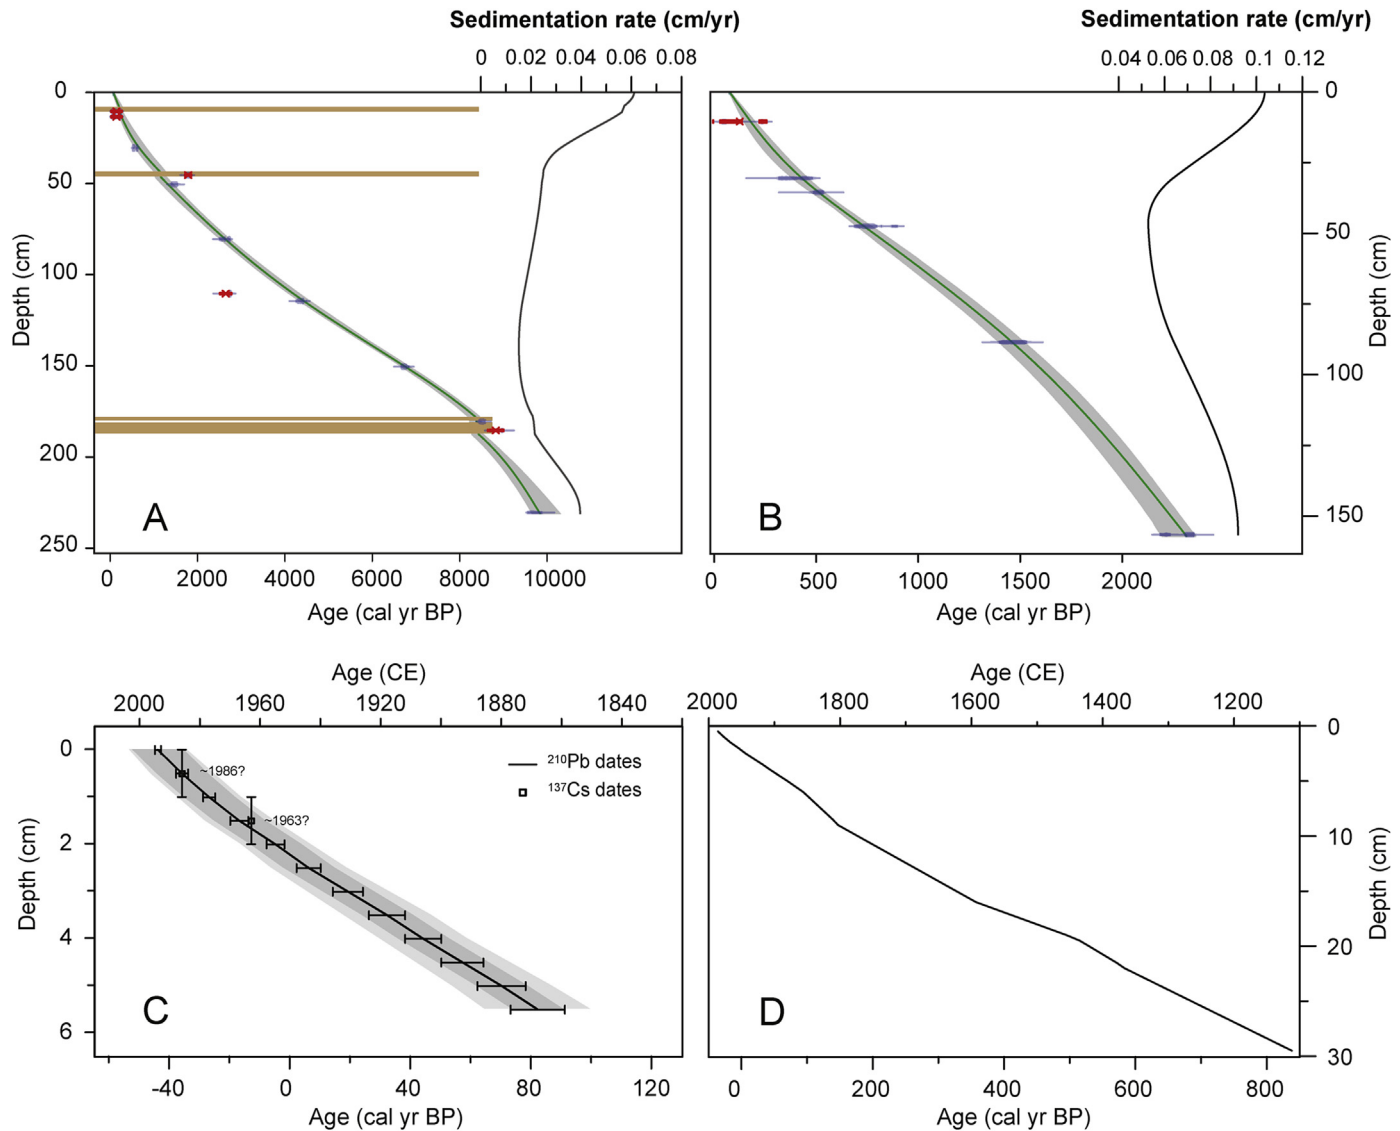 Sedimentation rate (cm/yr)
0 0.02 0.04 0.06 0.08
0
50
100
150
200
250
Depth (cm)
A
0 2000 4000 6000 8000 10000
Age (cal yr BP)
Sedimentation rate (cm/yr)
0.04 0.06 0.08 0.1 0.12
0
50
100
150
Depth (cm)
B
0 500 1000 1500 2000
Age (cal yr BP)
Age (CE)
2000 1960 1920 1880 1840
0
2
4
6
Depth (cm)
~1986?
~1963?
210Pb dates
137Cs dates
C
-40 0 40 80 120
Age (cal yr BP)
Age (CE)
2000 1800 1600 1400 1200
0
10
20
30
Depth (cm)
D
0 200 400 600 800
Age (cal yr BP)